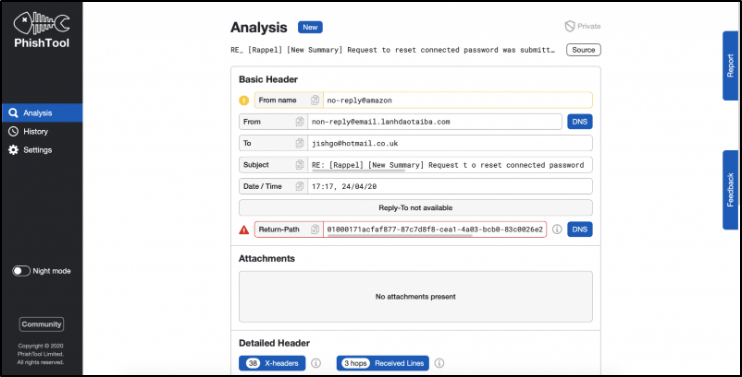 PhishTool
Analysis
History
Settings
Night mode
Community
Copyright © 2020
PhishTool Limited.
All rights reserved.
Analysis New Private
RE_ [Rappel] [New Summary] Request to reset connected password was submitt… Source
Basic Header
From name no-reply@amazon
From non-reply@email.lanhdaotaiba.com DNS
To jishgo@hotmail.co.uk
Subject RE: [Rappel] [New Summary] Request t o reset connected password
Date / Time 17:17, 24/04/20
Reply-To not available
Return-Path 01000171acfaf877-87c7d8f8-cea1-4a03-bcb0-83c0026e2 DNS
Attachments
No attachments present
Detailed Header
38 X-headers 3 hops Received Lines
Report
Feedback